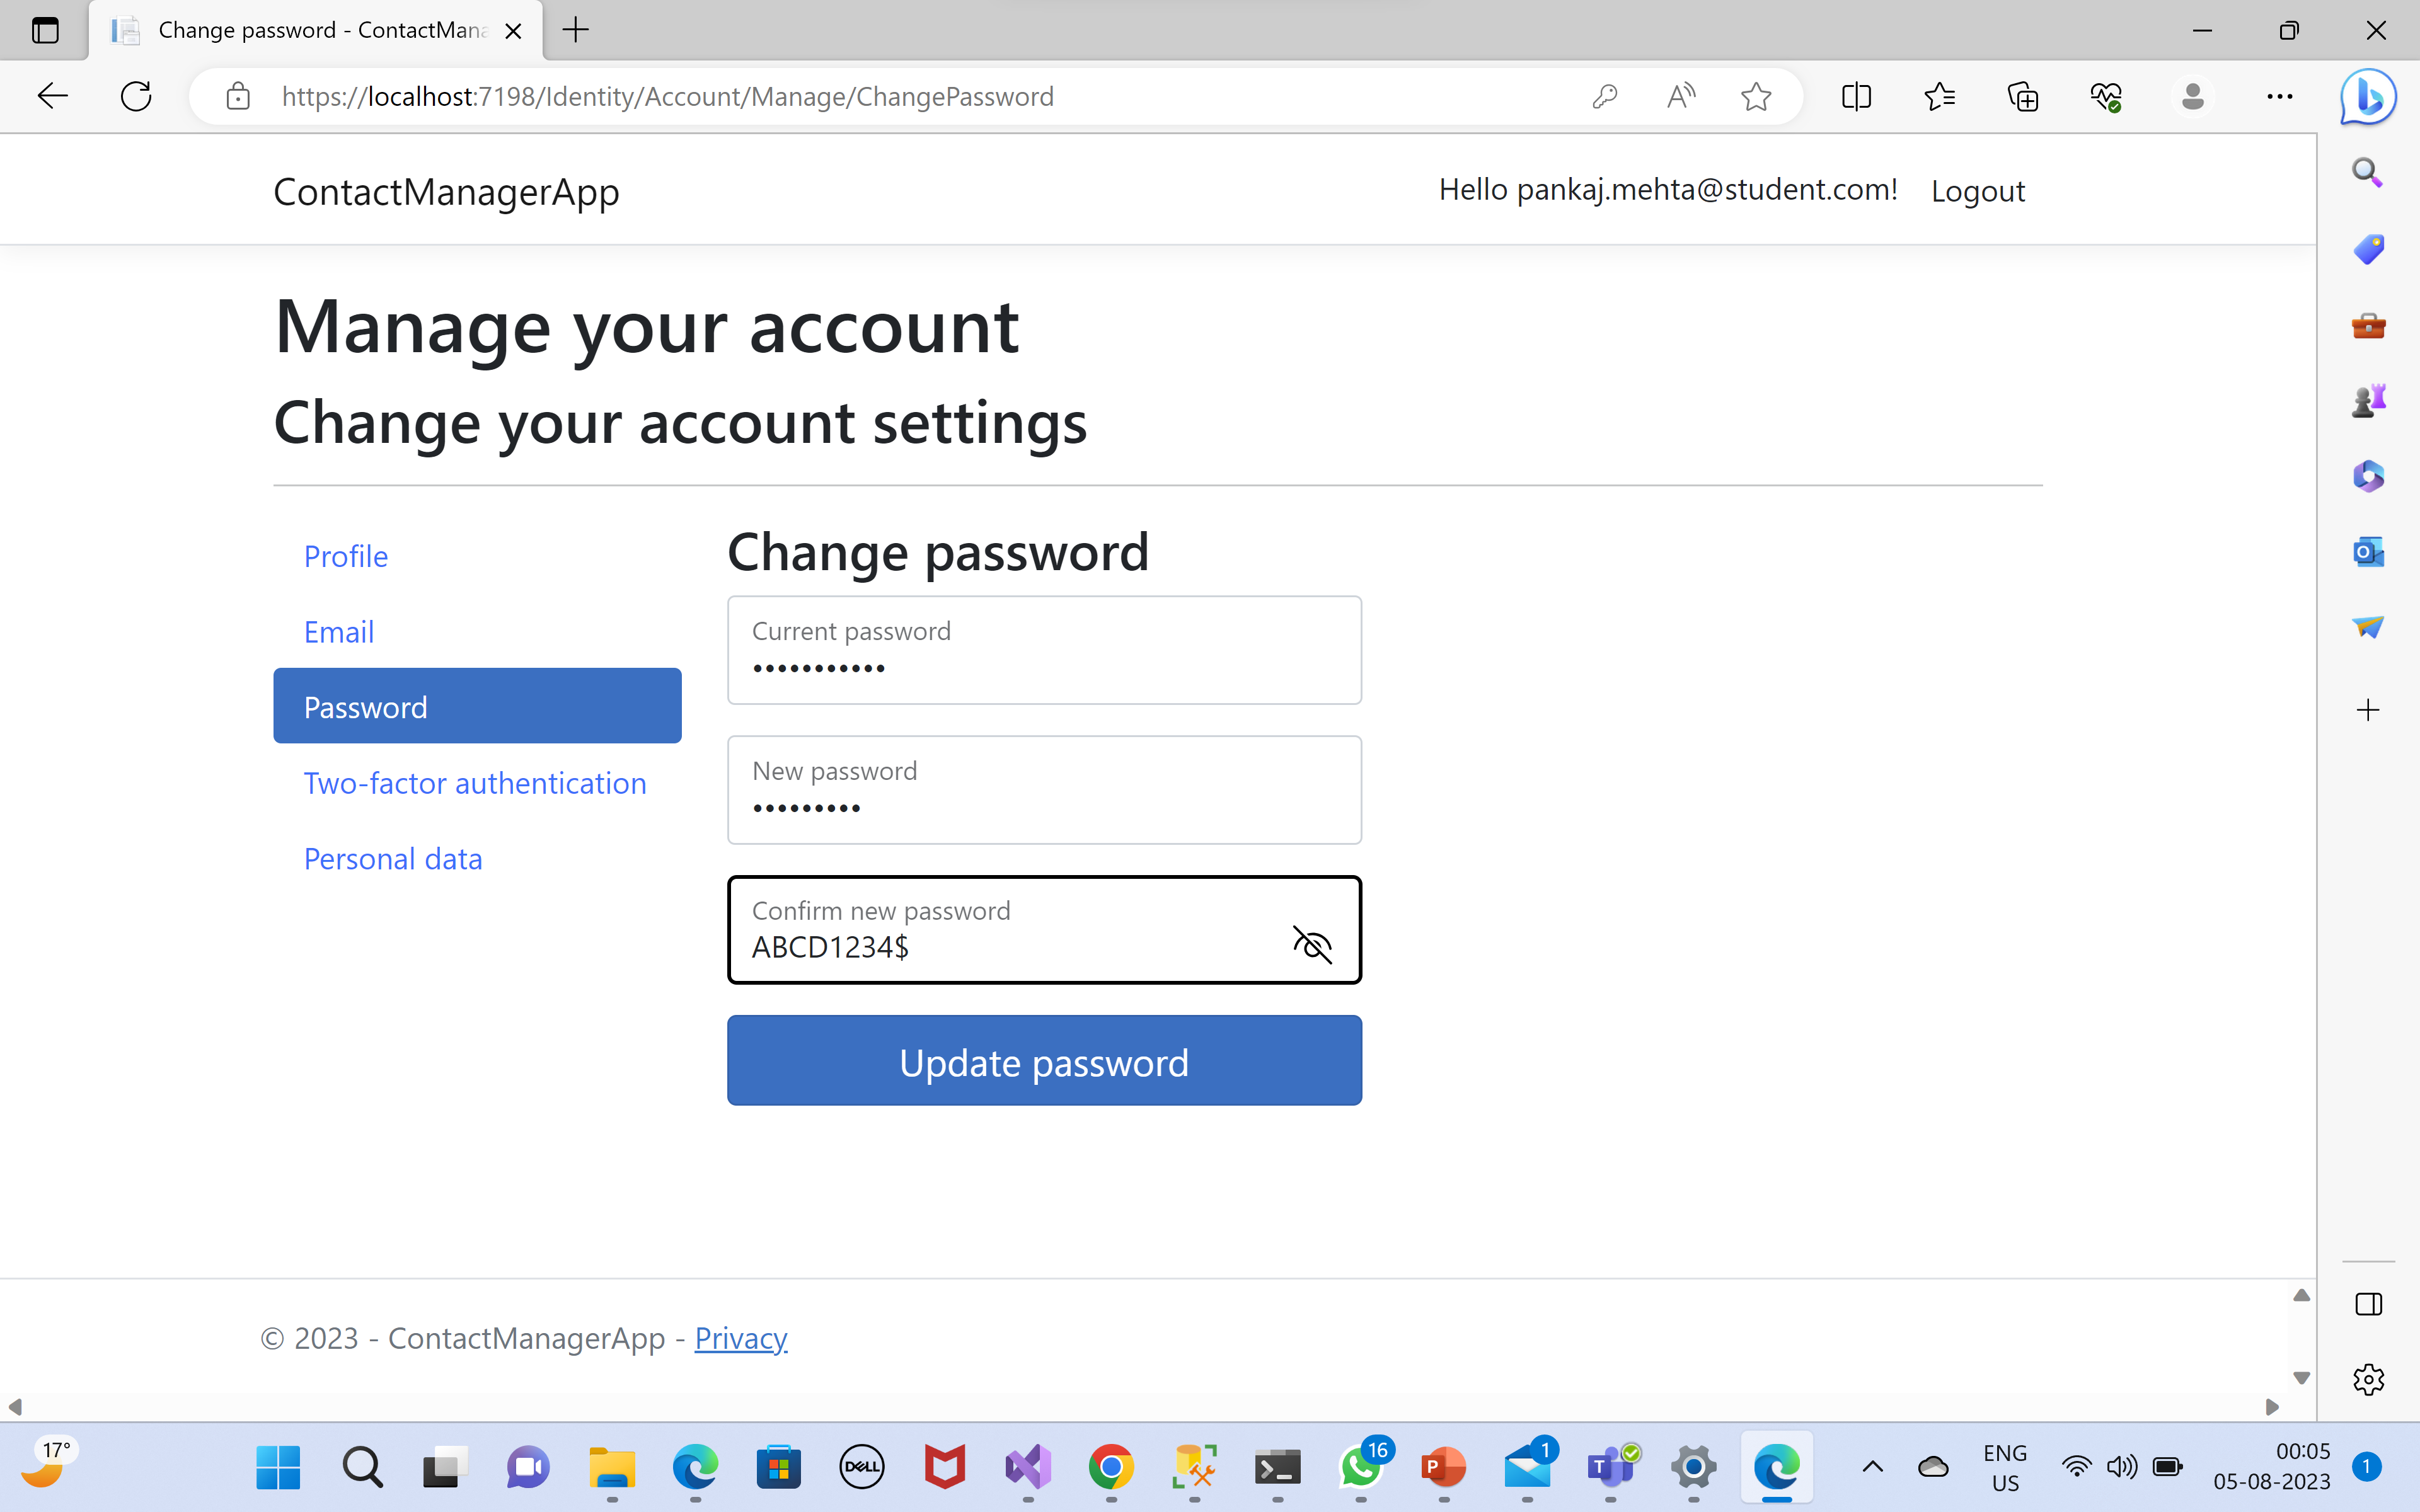 Change password - ContactMana
https://localhost:7198/Identity/Account/Manage/ChangePassword
ContactManagerApp
Hello pankaj.mehta@student.com!
Logout
Manage your account
Change your account settings
Profile
Email
Password
Two-factor authentication
Personal data
Change password
Current password
•••••••••••
New password
•••••••••
Confirm new password
ABCD1234$
Update password
© 2023 - ContactManagerApp - Privacy
17°
DELL
16
P
1
T
ENG
US
00:05
05-08-2023
1